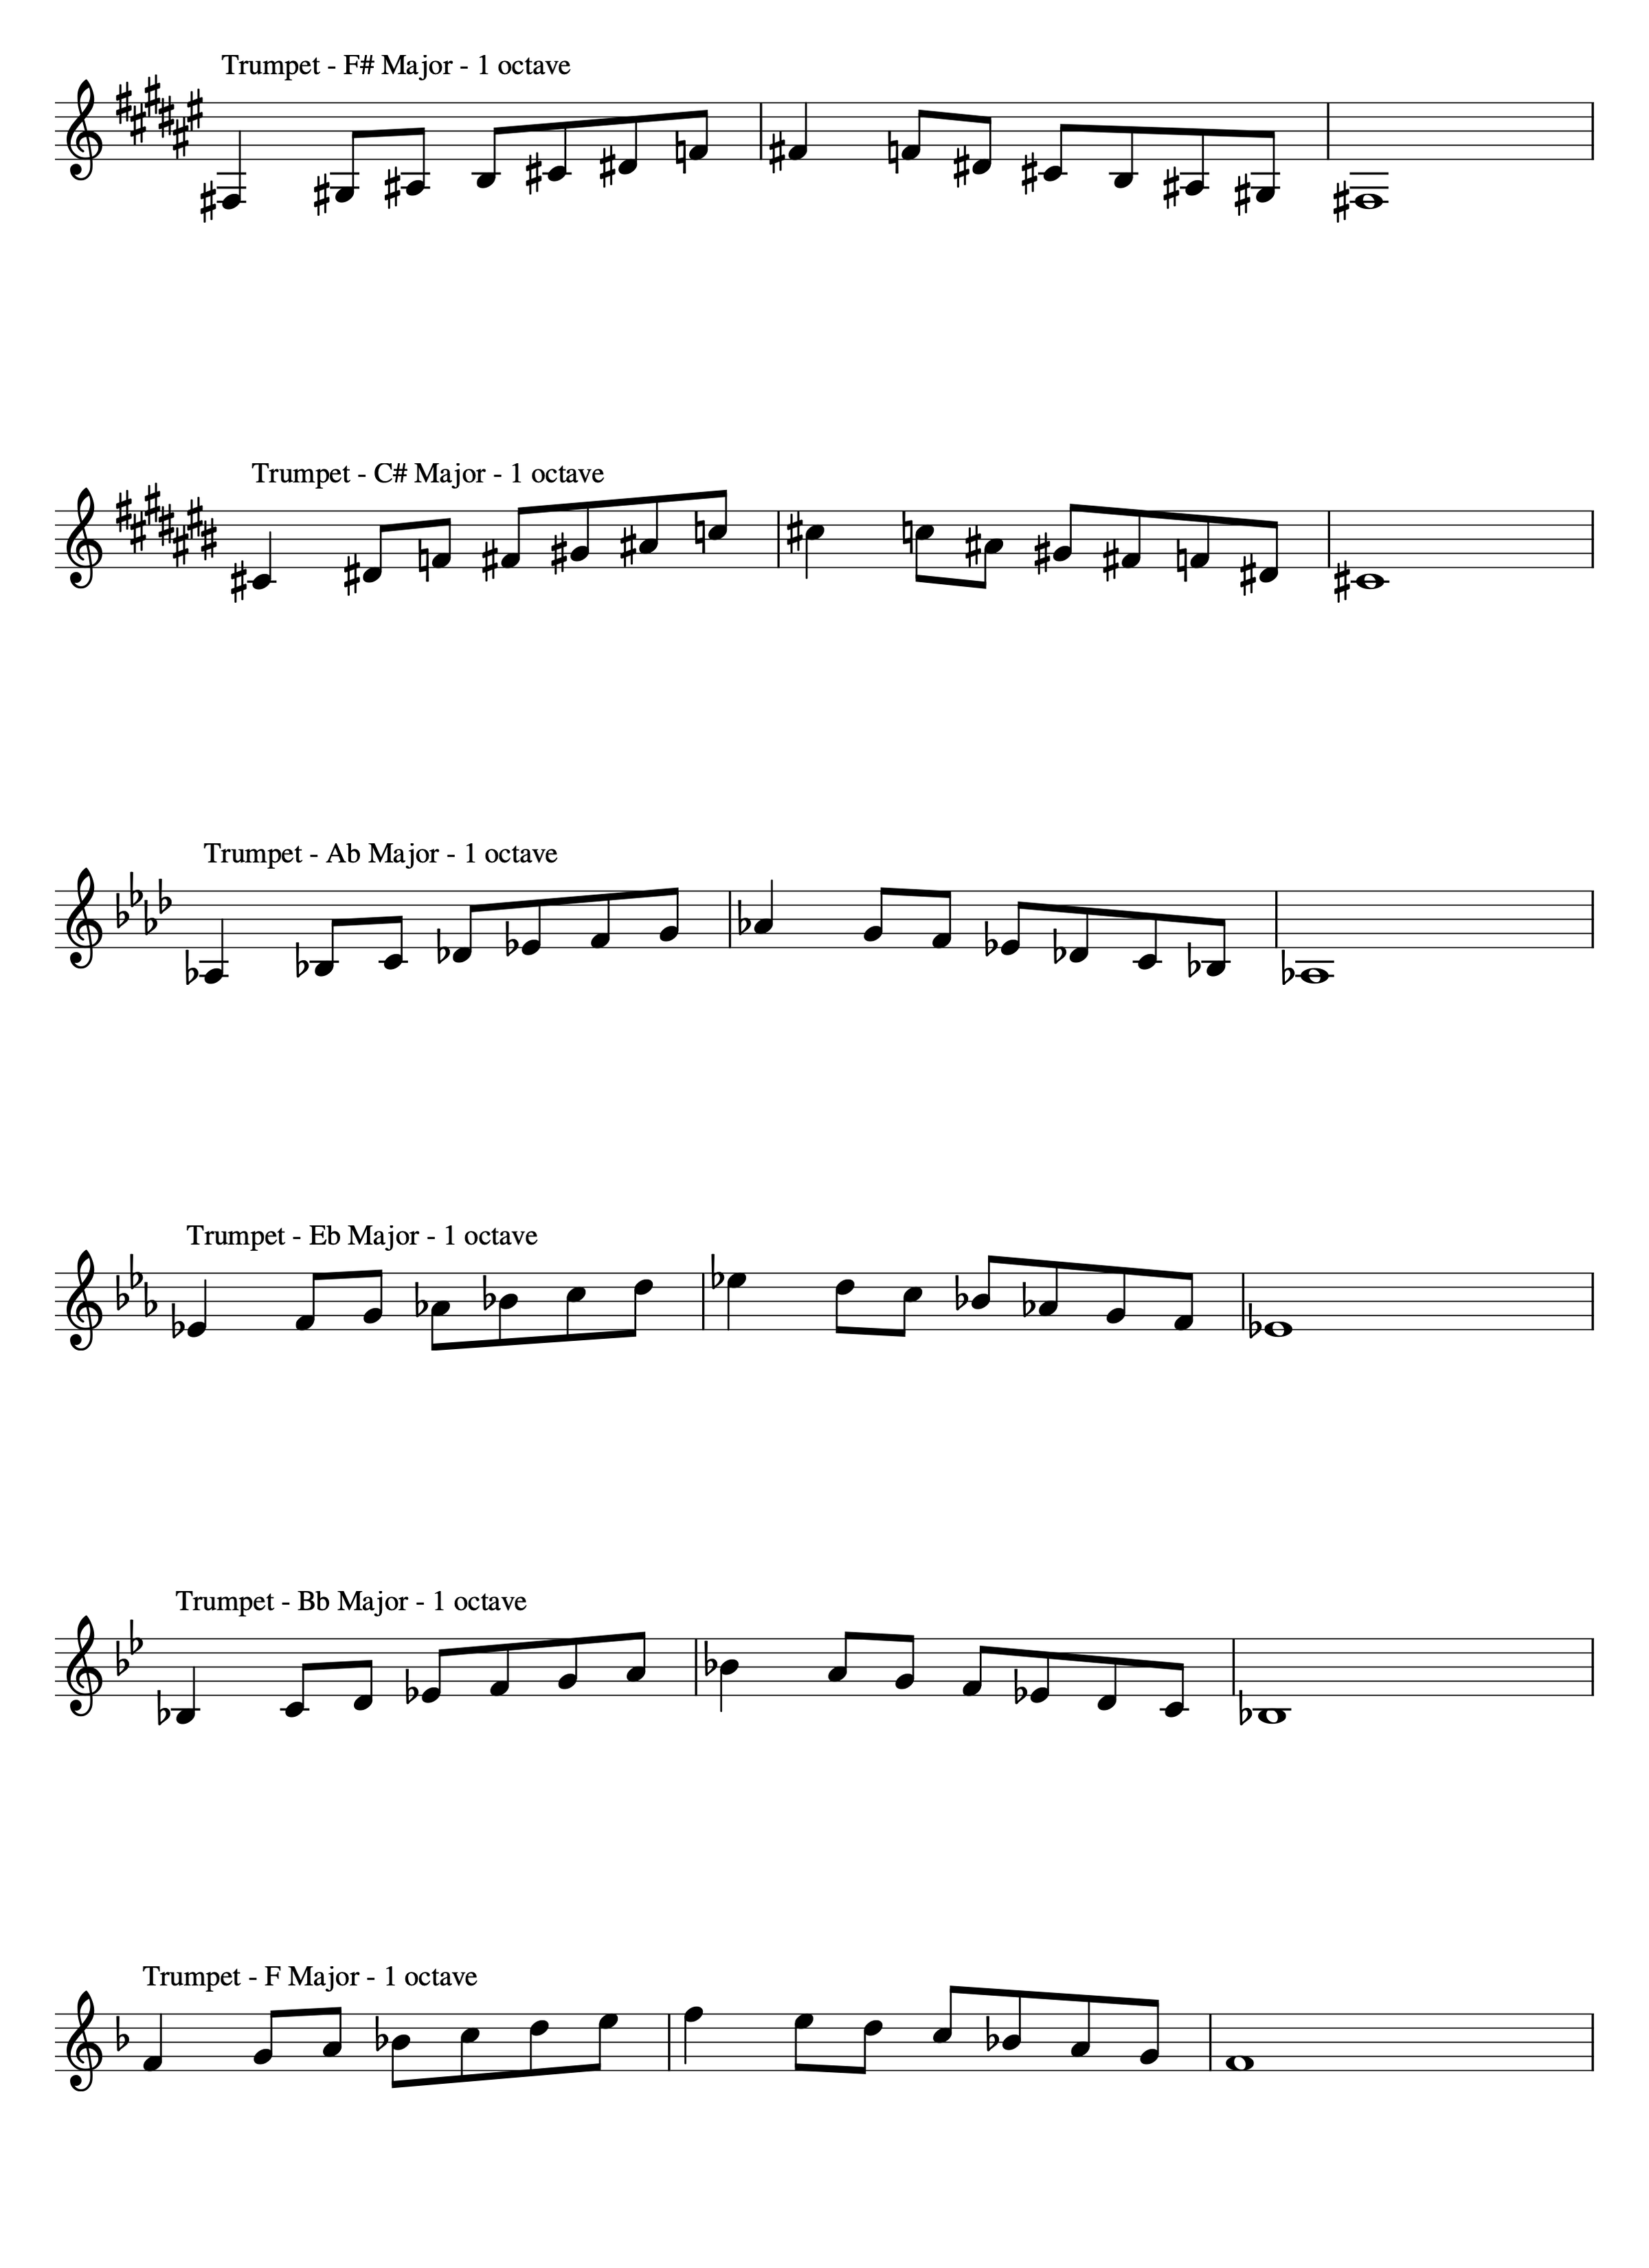 Trumpet - F# Major - 1 octave
Trumpet - C# Major - 1 octave
Trumpet - Ab Major - 1 octave
Trumpet - Eb Major - 1 octave
Trumpet - Bb Major - 1 octave
Trumpet - F Major - 1 octave